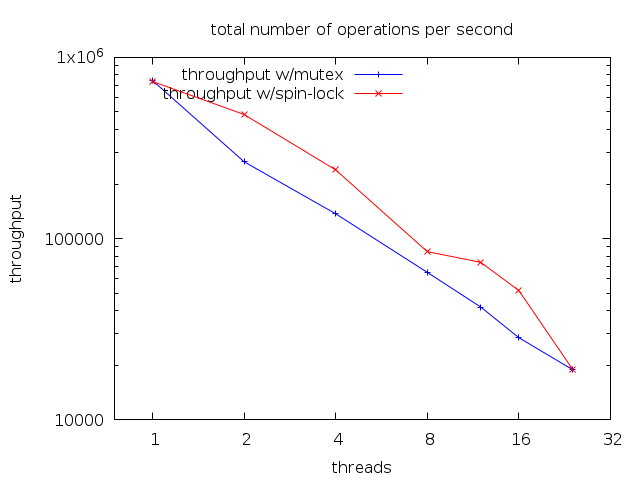 total number of operations per second
1x10⁶
throughput w/mutex
throughput w/spin-lock
throughput
100000
10000
1 2 4 8 16 32
threads